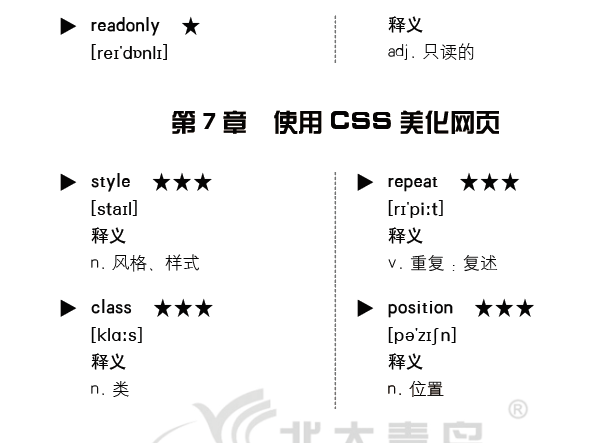 ▶ readonly ★
[reɪˈdɒnlɪ]
释义
adj. 只读的
第 7 章 使用 CSS 美化网页
▶ style ★★★
[staɪl]
释义
n. 风格、样式
▶ class ★★★
[klɑːs]
释义
n. 类
▶ repeat ★★★
[rɪˈpiːt]
释义
v. 重复；复述
▶ position ★★★
[pəˈzɪʃn]
释义
n. 位置
北大青鸟
®